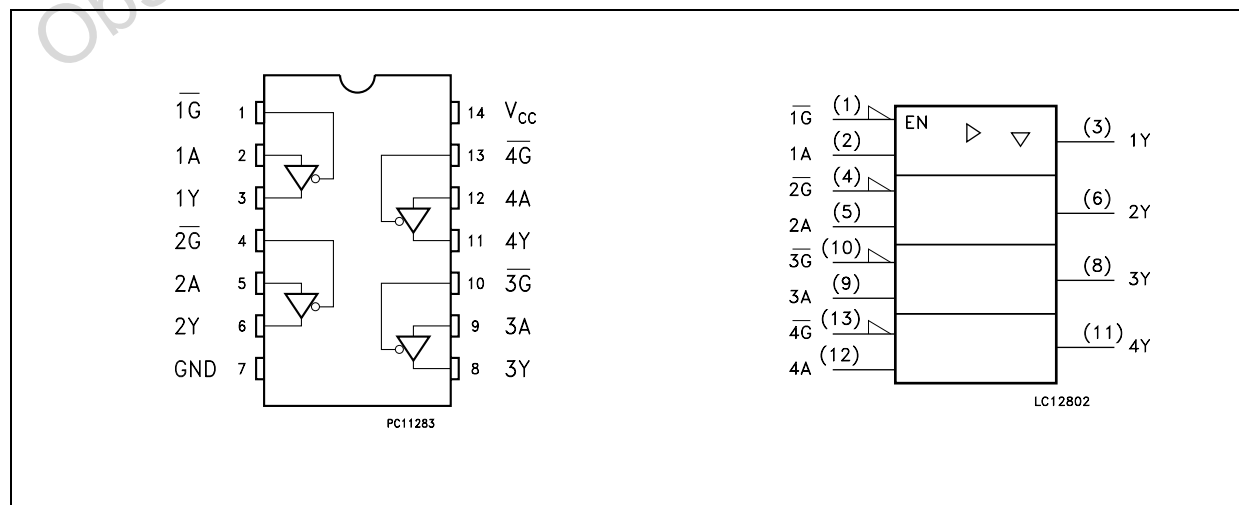 Obs
1G̅ 1 14 VCC
1A 2 13 4G̅
1Y 3 12 4A
2G̅ 4 11 4Y
2A 5 10 3G̅
2Y 6 9 3A
GND 7 8 3Y
PC11283
1G̅ (1) EN
1A (2) (3) 1Y
2G̅ (4)
2A (5) (6) 2Y
3G̅ (10)
3A (9) (8) 3Y
4G̅ (13)
4A (12) (11) 4Y
LC12802